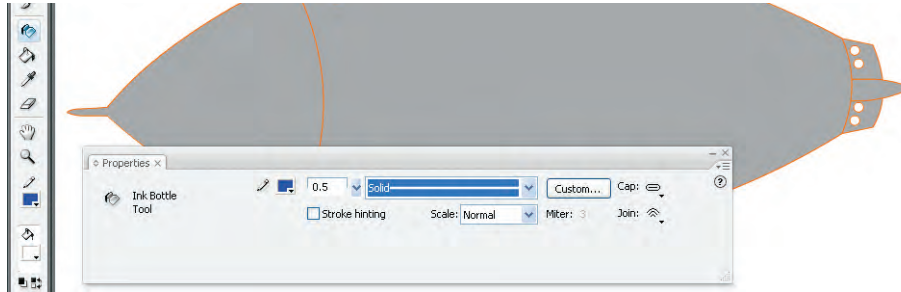 Properties ×
Ink Bottle
Tool
0.5
Solid
Custom...
Cap:
Stroke hinting
Scale: Normal
Miter: 3
Join: